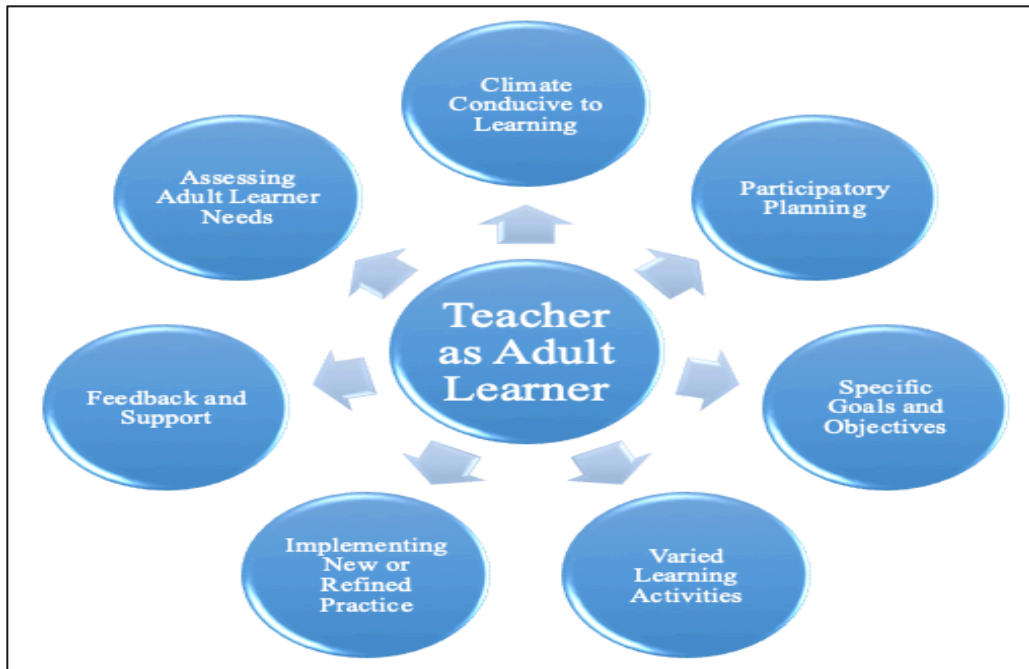 Climate
Conducive to
Learning
Participatory
Planning
Specific
Goals and
Objectives
Varied
Learning
Activities
Implementing
New or
Refined
Practice
Feedback and
Support
Assessing
Adult Learner
Needs
Teacher
as Adult
Learner